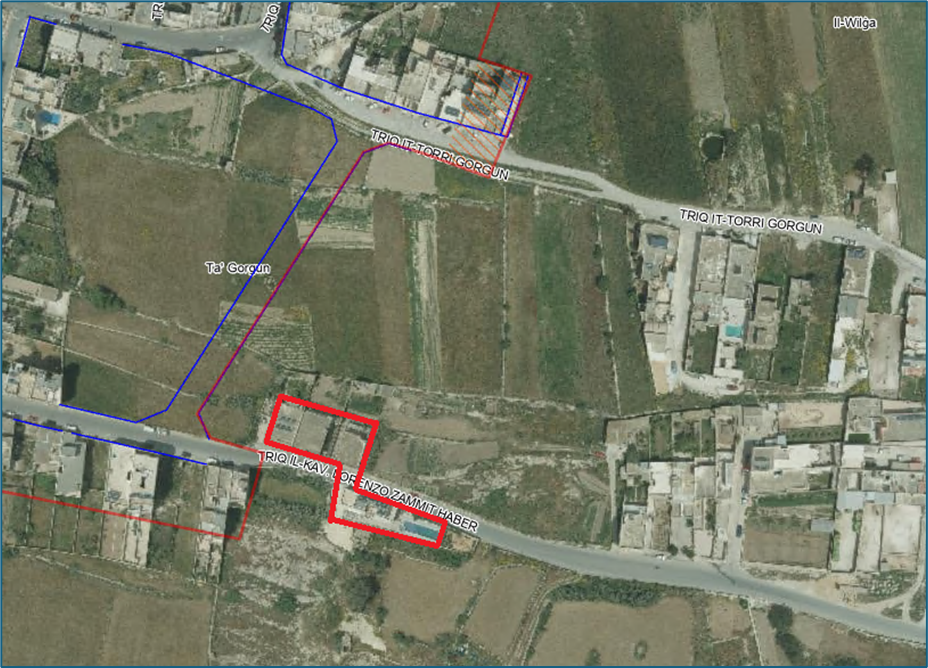 TRIQ
Il-Wilġa
TRIQ IT-TORRI GORGUN
TRIQ IT-TORRI GORGUN
Ta' Gorgun
TRIQ IL-KAV. LORENZO ZAMMIT HABER